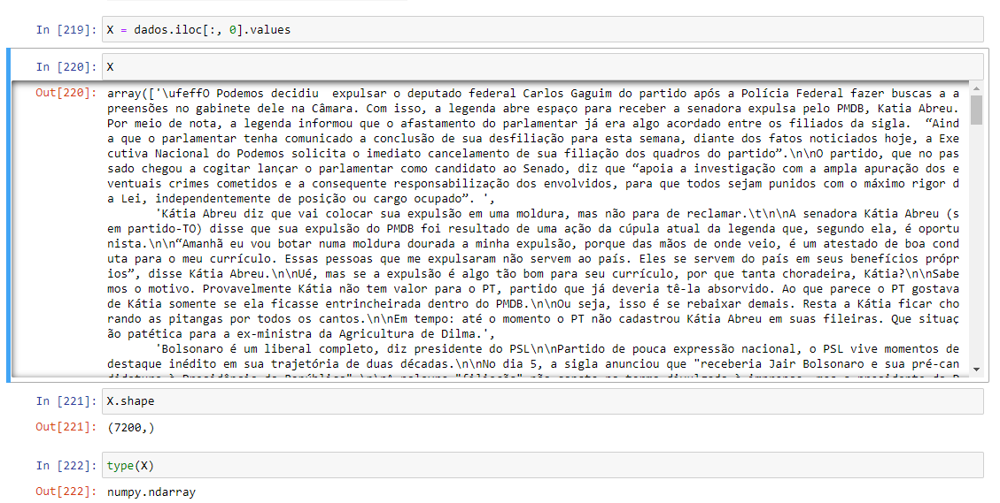 In [219]: X = dados.iloc[:, 0].values
In [220]: X
Out[220]: array(['\ufeffO Podemos decidiu  expulsar o deputado federal Carlos Gaguim do partido após a Polícia Federal fazer buscas a a
preensões no gabinete dele na Câmara. Com isso, a legenda abre espaço para receber a senadora expulsa pelo PMDB, Katia Abreu.
Por meio de nota, a legenda informou que o afastamento do parlamentar já era algo acordado entre os filiados da sigla.  “Aind
a que o parlamentar tenha comunicado a conclusão de sua desfiliação para esta semana, diante dos fatos noticiados hoje, a Exe
cutiva Nacional do Podemos solicita o imediato cancelamento de sua filiação dos quadros do partido”.\n\nO partido, que no pas
sado chegou a cogitar lançar o parlamentar como candidato ao Senado, diz que “apoia a investigação com a ampla apuração dos e
ventuais crimes cometidos e a consequente responsabilização dos envolvidos, para que todos sejam punidos com o máximo rigor d
a Lei, independentemente de posição ou cargo ocupado”. ',
'Kátia Abreu diz que vai colocar sua expulsão em uma moldura, mas não para de reclamar.\t\n\nA senadora Kátia Abreu (s
em partido-TO) disse que sua expulsão do PMDB foi resultado de uma ação da cúpula atual da legenda que, segundo ela, é oportu
nista.\n\n“Amanhã eu vou botar numa moldura dourada a minha expulsão, porque das mãos de onde veio, é um atestado de boa cond
uta para o meu currículo. Essas pessoas que me expulsaram não servem ao país. Eles se servem do país em seus benefícios própr
ios”, disse Kátia Abreu.\n\nUé, mas se a expulsão é algo tão bom para seu currículo, por que tanta choradeira, Kátia?\n\nSabe
mos o motivo. Provavelmente Kátia não tem valor para o PT, partido que já deveria tê-la absorvido. Ao que parece o PT gostava
de Kátia somente se ela ficasse entrincheirada dentro do PMDB.\n\nOu seja, isso é se rebaixar demais. Resta a Kátia ficar cho
rando as pitangas por todos os cantos.\n\nEm tempo: até o momento o PT não cadastrou Kátia Abreu em suas fileiras. Que situaç
ão patética para a ex-ministra da Agricultura de Dilma.',
'Bolsonaro é um liberal completo, diz presidente do PSL\n\nPartido de pouca expressão nacional, o PSL vive momentos de
destaque inédito em sua trajetória de duas décadas.\n\nNo dia 5, a sigla anunciou que "receberia Jair Bolsonaro e sua pré-can
In [221]: X.shape
Out[221]: (7200,)
In [222]: type(X)
Out[222]: numpy.ndarray